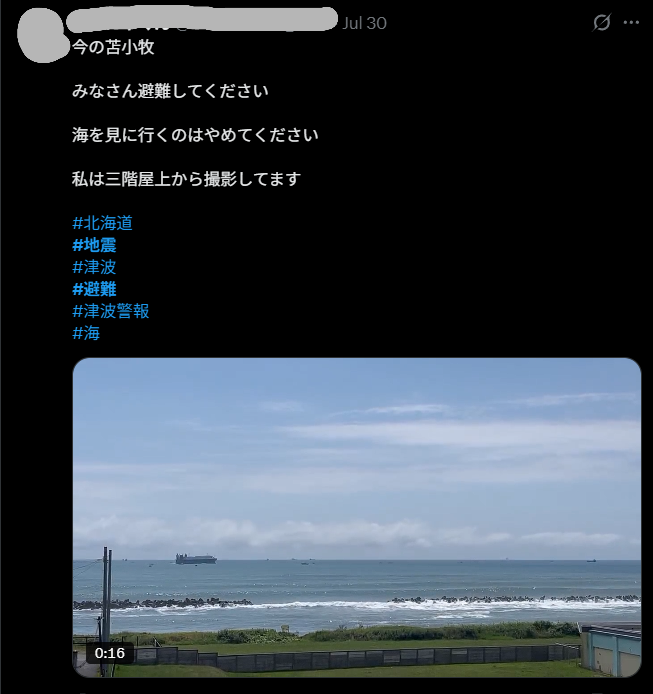 Jul 30
今の苫小牧
みなさん避難してください
海を見に行くのはやめてください
私は三階屋上から撮影してます
#北海道
#地震
#津波
#避難
#津波警報
#海
0:16